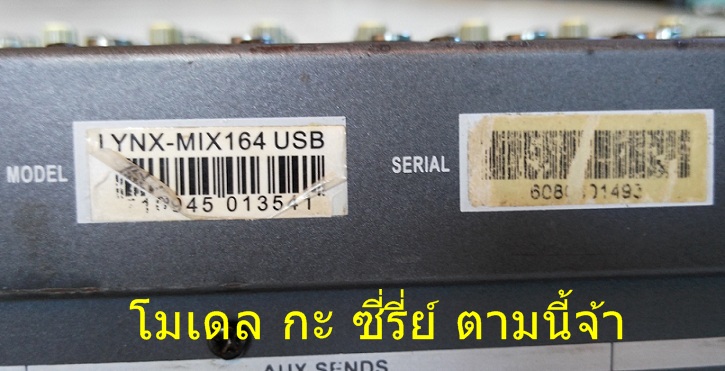 LYNX-MIX164 USB
MODEL
SERIAL
013541
โมเดล กะ ซี่รี่ย์ ตามนี้จ้า
AUX SENDS